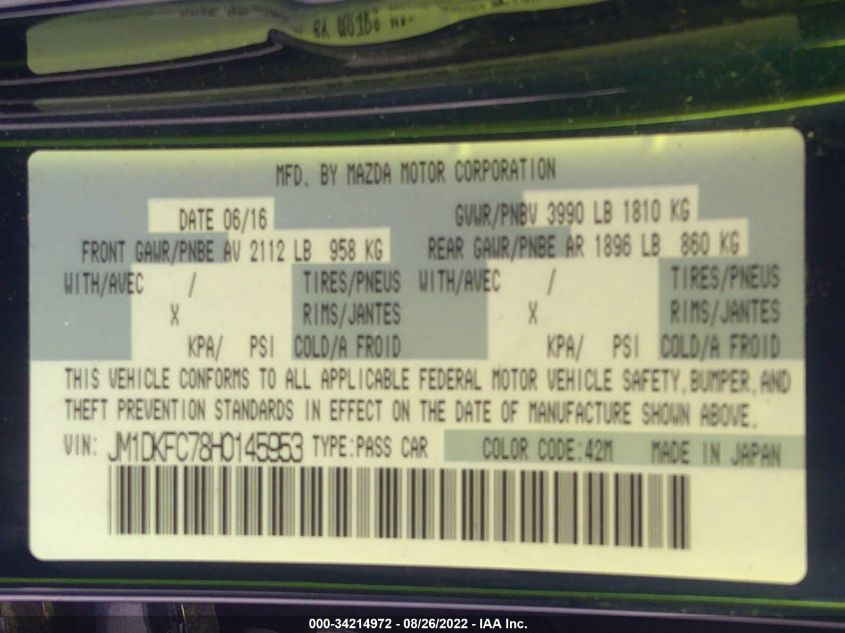 MFD. BY MAZDA MOTOR CORPORATION
DATE 06/16 GVWR/PNBV 3990 LB 1810 KG
FRONT GAWR/PNBE AV 2112 LB 958 KG REAR GAWR/PNBE AR 1896 LB 860 KG
WITH/AVEC / TIRES/PNEUS WITH/AVEC / TIRES/PNEUS
X RIMS/JANTES X RIMS/JANTES
KPA/ PSI COLD/A FROID KPA/ PSI COLD/A FROID
THIS VEHICLE CONFORMS TO ALL APPLICABLE FEDERAL MOTOR VEHICLE SAFETY,BUMPER,AND
THEFT PREVENTION STANDARDS IN EFFECT ON THE DATE OF MANUFACTURE SHOWN ABOVE.
VIN: JM1DKFC78H0145953 TYPE:PASS CAR COLOR CODE:42M MADE IN JAPAN
000-34214972 - 08/26/2022 - IAA Inc.